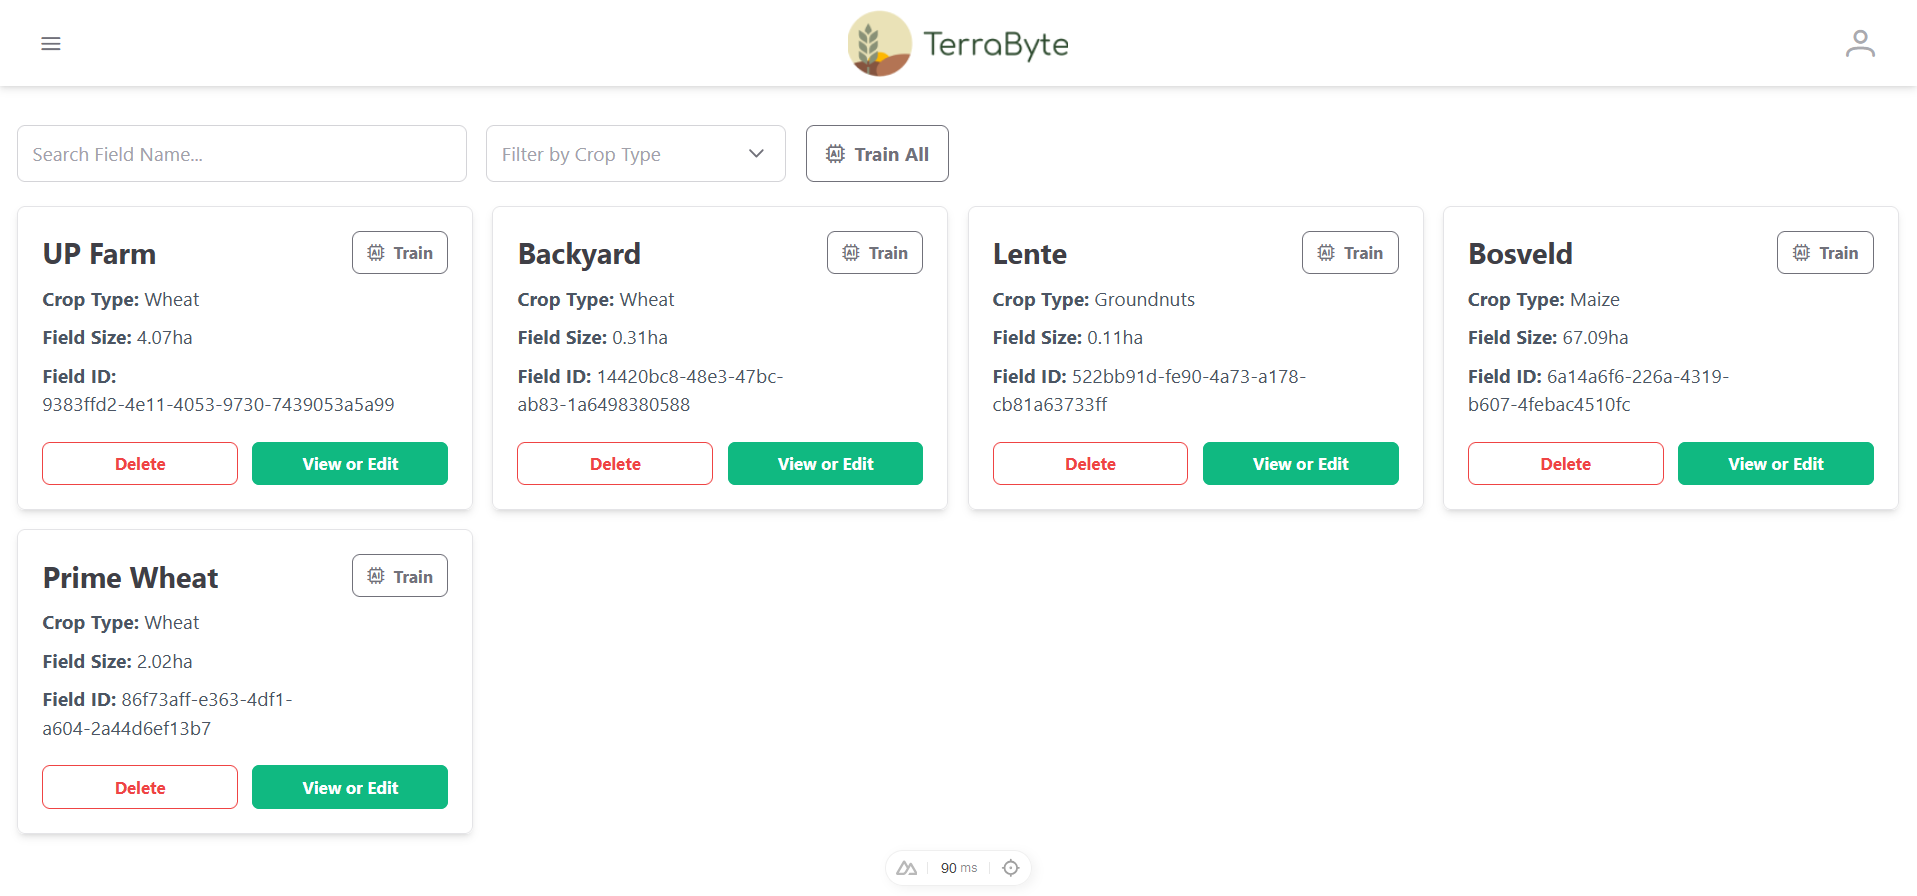 TerraByte
Search Field Name...
Filter by Crop Type
AI Train All
UP Farm
AI Train
Crop Type: Wheat
Field Size: 4.07ha
Field ID:
9383ffd2-4e11-4053-9730-7439053a5a99
Delete
View or Edit
Backyard
AI Train
Crop Type: Wheat
Field Size: 0.31ha
Field ID: 14420bc8-48e3-47bc-
ab83-1a6498380588
Delete
View or Edit
Lente
AI Train
Crop Type: Groundnuts
Field Size: 0.11ha
Field ID: 522bb91d-fe90-4a73-a178-
cb81a63733ff
Delete
View or Edit
Bosveld
AI Train
Crop Type: Maize
Field Size: 67.09ha
Field ID: 6a14a6f6-226a-4319-
b607-4febac4510fc
Delete
View or Edit
Prime Wheat
AI Train
Crop Type: Wheat
Field Size: 2.02ha
Field ID: 86f73aff-e363-4df1-
a604-2a44d6ef13b7
Delete
View or Edit
90 ms